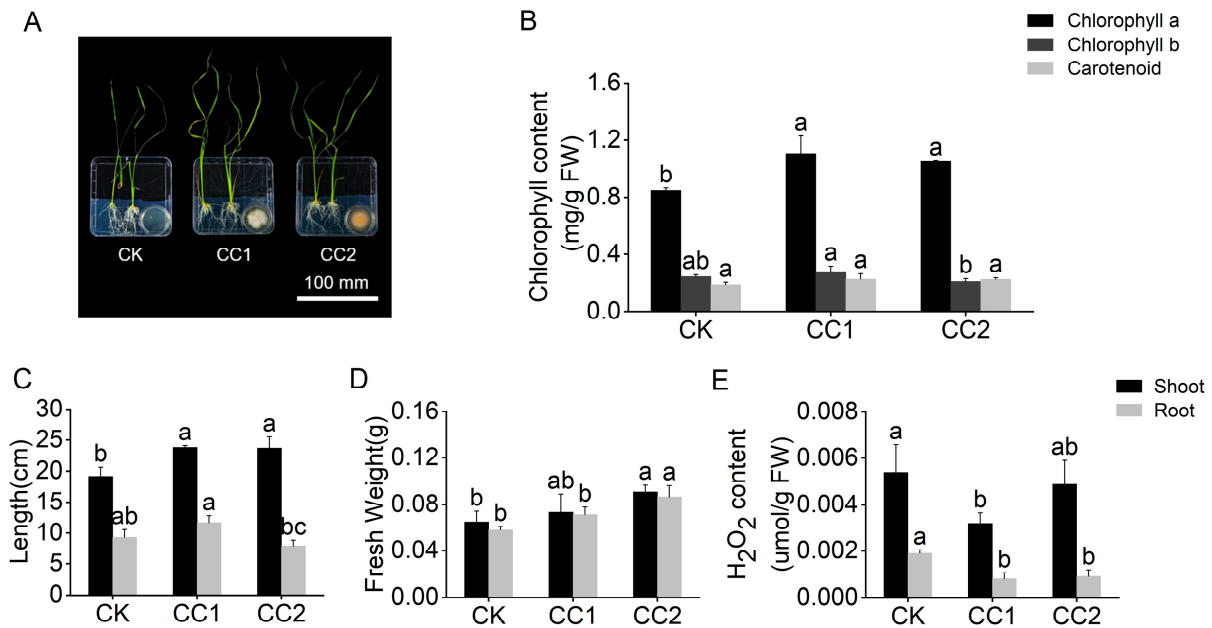 A
CK
CC1
CC2
100 mm
B
Chlorophyll a
Chlorophyll b
Carotenoid
Chlorophyll content
(mg/g FW)
1.6
1.2
0.8
0.4
0.0
b
ab
a
a
a
a
a
b
a
CK
CC1
CC2
C
Length(cm)
30
25
20
15
10
5
0
b
ab
a
a
a
bc
CK
CC1
CC2
D
Fresh Weight(g)
0.16
0.12
0.08
0.04
0.00
b
b
ab
b
a
a
CK
CC1
CC2
E
Shoot
Root
H₂O₂ content
(umol/g FW)
0.008
0.006
0.004
0.002
0.000
a
a
b
b
ab
b
CK
CC1
CC2